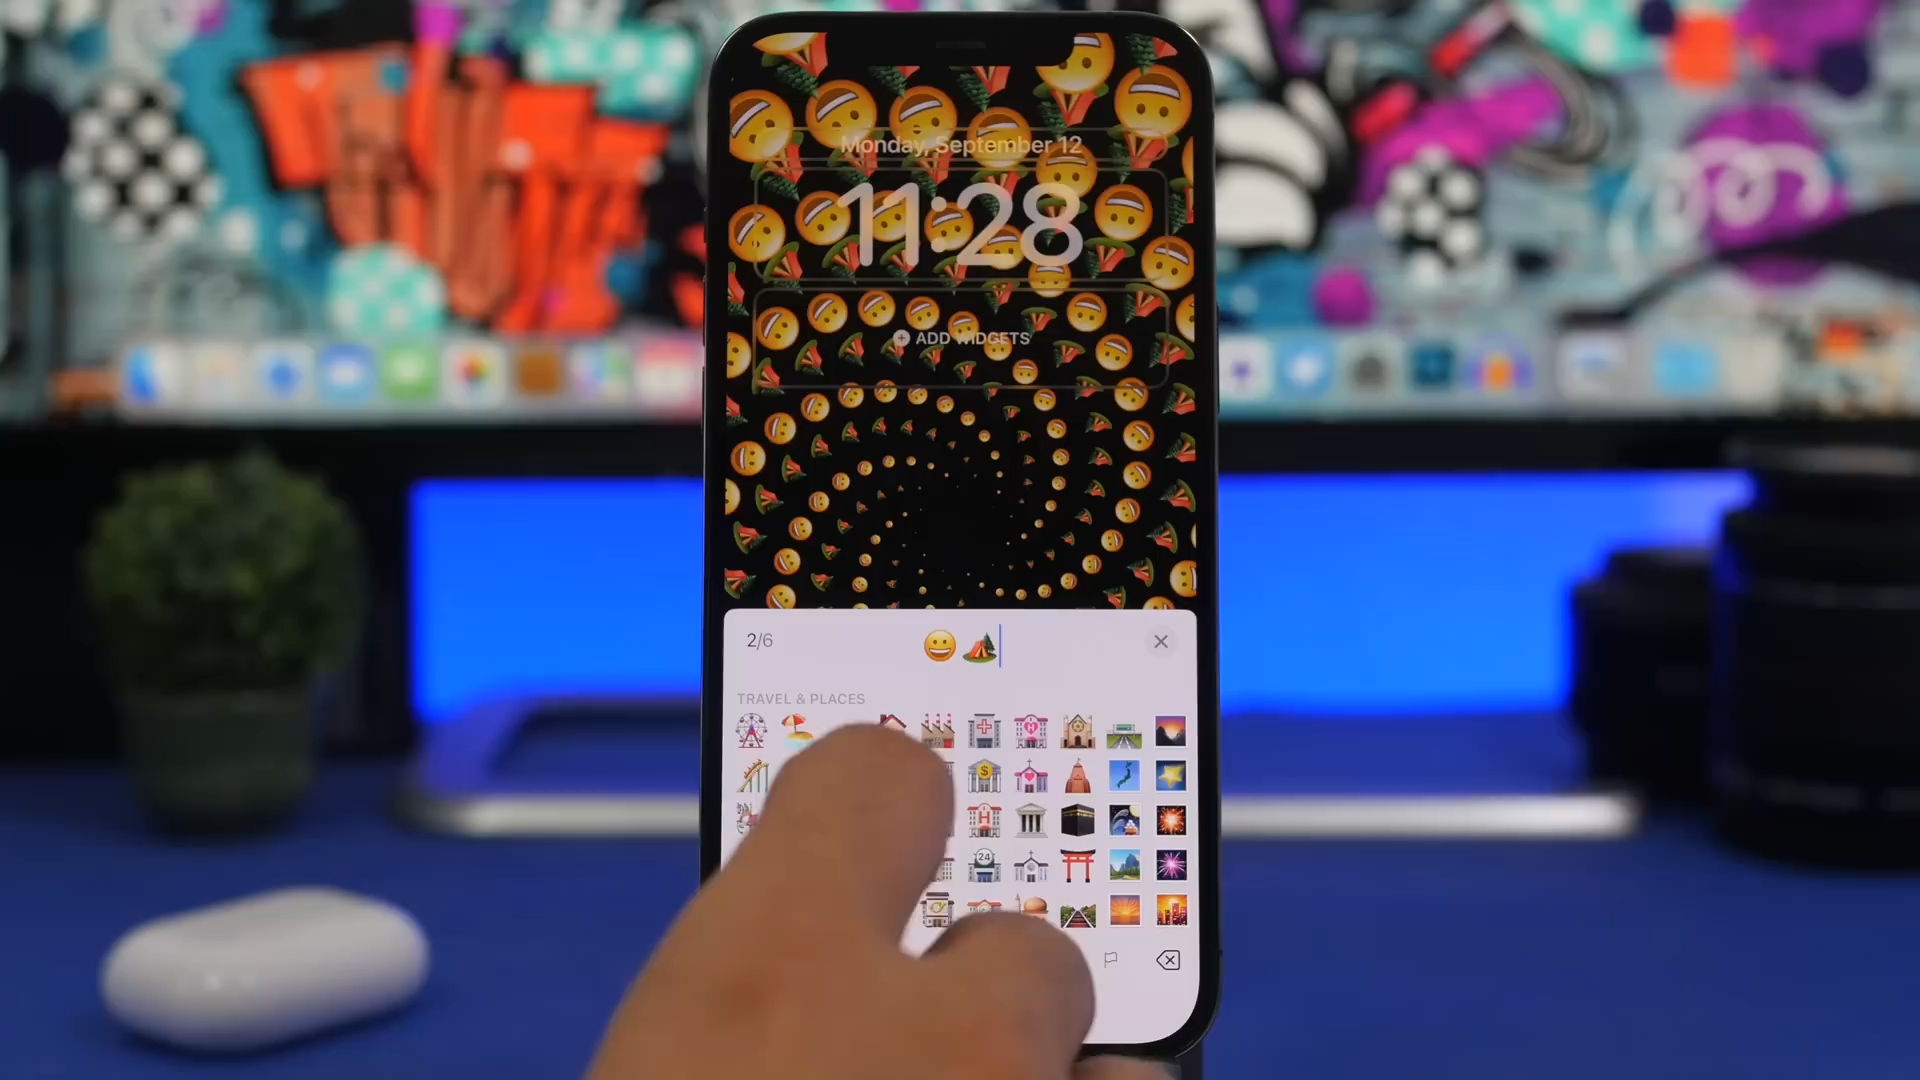 Monday, September 12
11:28
ADD WIDGETS
2/6
TRAVEL & PLACES